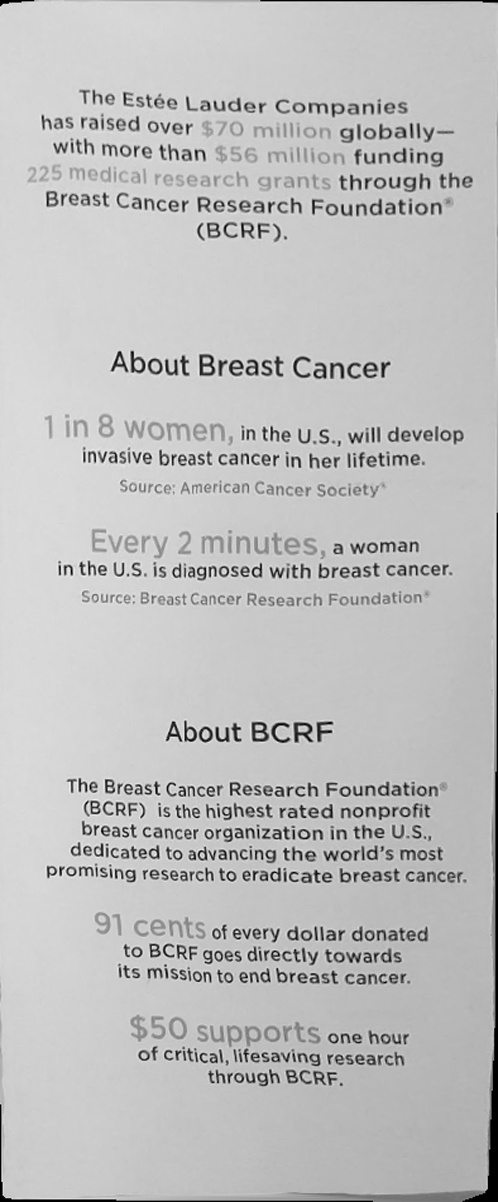 The Estée Lauder Companies
has raised over $70 million globally—
with more than $56 million funding
225 medical research grants through the
Breast Cancer Research Foundation®
(BCRF).
About Breast Cancer
1 in 8 women, in the U.S., will develop
invasive breast cancer in her lifetime.
Source: American Cancer Society®
Every 2 minutes, a woman
in the U.S. is diagnosed with breast cancer.
Source: Breast Cancer Research Foundation®
About BCRF
The Breast Cancer Research Foundation®
(BCRF) is the highest rated nonprofit
breast cancer organization in the U.S.,
dedicated to advancing the world's most
promising research to eradicate breast cancer.
91 cents of every dollar donated
to BCRF goes directly towards
its mission to end breast cancer.
$50 supports one hour
of critical, lifesaving research
through BCRF.